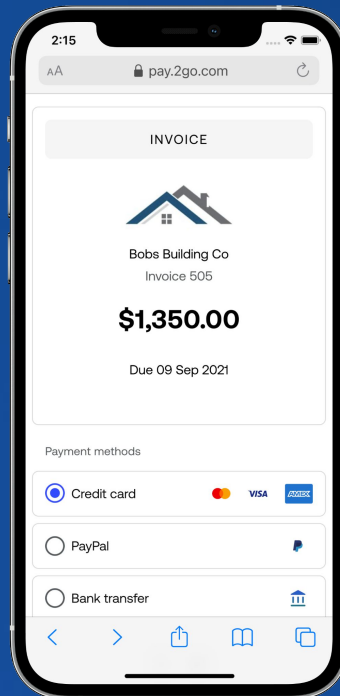 2:15
AA pay.2go.com
INVOICE
Bobs Building Co
Invoice 505
$1,350.00
Due 09 Sep 2021
Payment methods
Credit card VISA AMEX
PayPal
Bank transfer